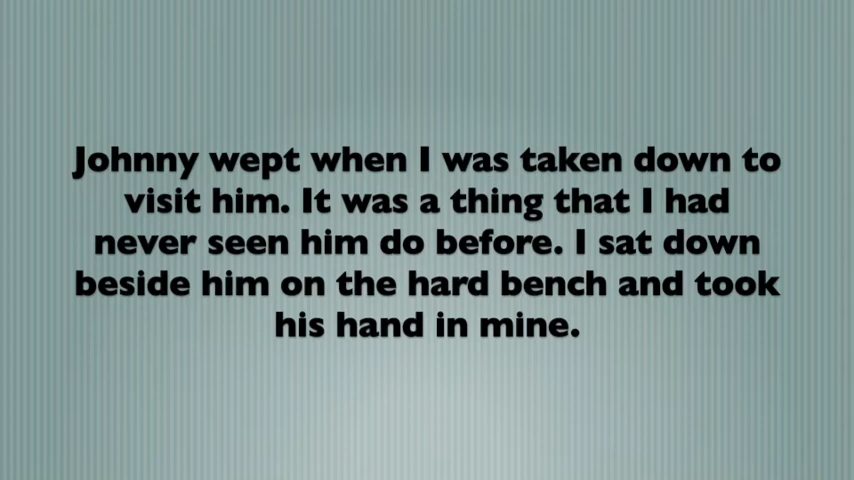 Johnny wept when I was taken down to
visit him. It was a thing that I had
never seen him do before. I sat down
beside him on the hard bench and took
his hand in mine.